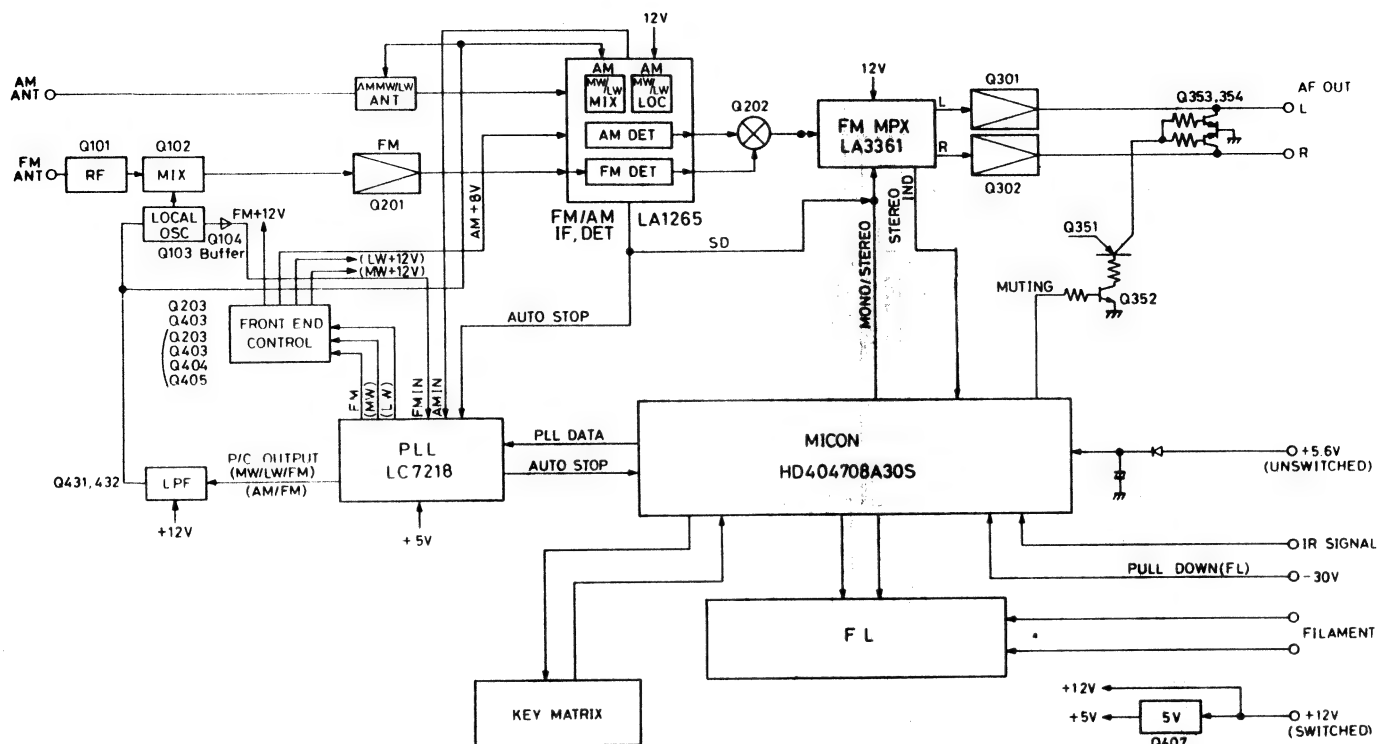 12V
AM
ANT
AM MW/LW
ANT
AM
MW/LW
MIX
AM
MW/LW
LOC
AM DET
FM DET
FM/AM
IF, DET
LA1265
Q202
12V
FM MPX
LA3361
L
R
Q301
Q302
Q353,354
AF OUT
L
R
FM
ANT
Q101
RF
Q102
MIX
FM
Q201
LOCAL
OSC
Q103
Q104
Buffer
FM+12V
AM+8V
(LW+12V)
(MW+12V)
SD
MONO/STEREO
STEREO
IND
Q351
Q352
MUTING
Q203
Q403
Q203
Q403
Q404
Q405
FRONT END
CONTROL
AUTO STOP
FM
(MW)
(LW)
FMIN
AMIN
PLL
LC7218
PLL DATA
AUTO STOP
MICON
HD404708A30S
+5.6V
(UNSWITCHED)
P/C OUTPUT
(MW/LW/FM)
(AM/FM)
Q431,432
LPF
+12V
+5V
IR SIGNAL
PULL DOWN(FL)
-30V
FL
FILAMENT
KEY MATRIX
+12V
+5V
5V
Q607
+12V
(SWITCHED)